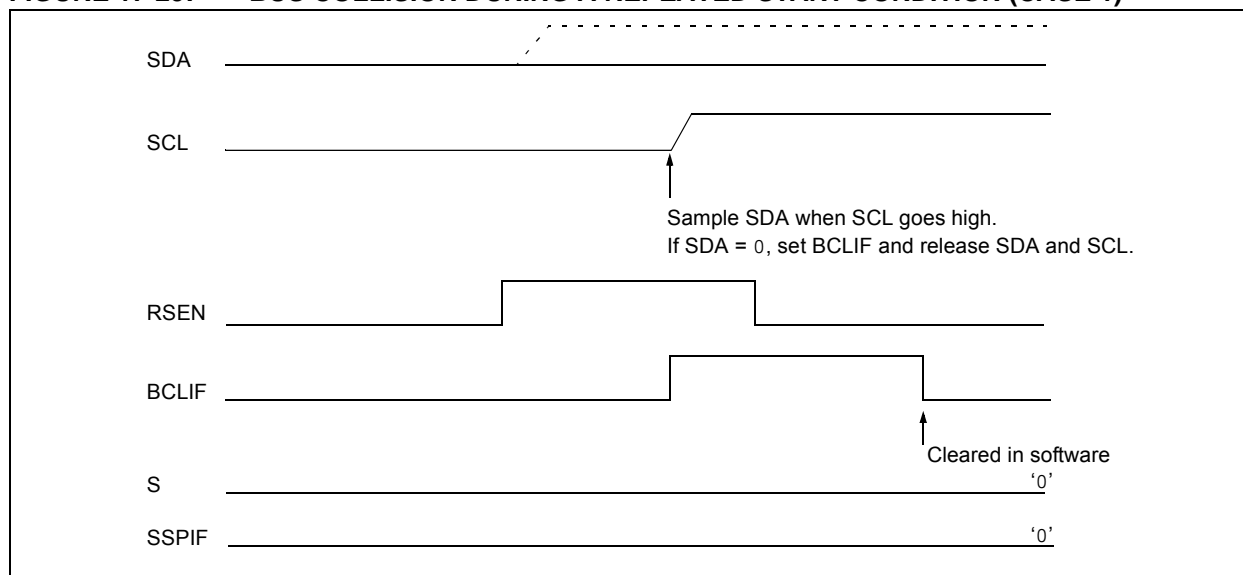 SDA
SCL
Sample SDA when SCL goes high.
If SDA = 0, set BCLIF and release SDA and SCL.
RSEN
BCLIF
Cleared in software
S
‘0’
SSPIF
‘0’